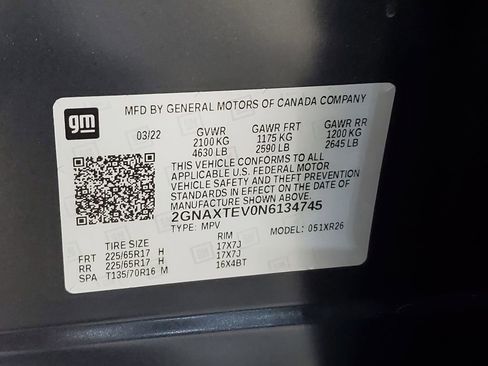 gm
MFD BY GENERAL MOTORS OF CANADA COMPANY
03/22 GVWR GAWR FRT GAWR RR
2100 KG 1175 KG 1200 KG
4630 LB 2590 LB 2645 LB
THIS VEHICLE CONFORMS TO ALL
APPLICABLE U.S. FEDERAL MOTOR
VEHICLE SAFETY AND THEFT PREVENTION
STANDARDS IN EFFECT ON THE DATE OF
MANUFACTURE SHOWN ABOVE.
2GNAXTEV0N6134745
TYPE: MPV MODEL: 051XR26
TIRE SIZE RIM
FRT 225/65R17 H 17X7J
RR 225/65R17 H 17X7J
SPA T135/70R16 M 16X4BT